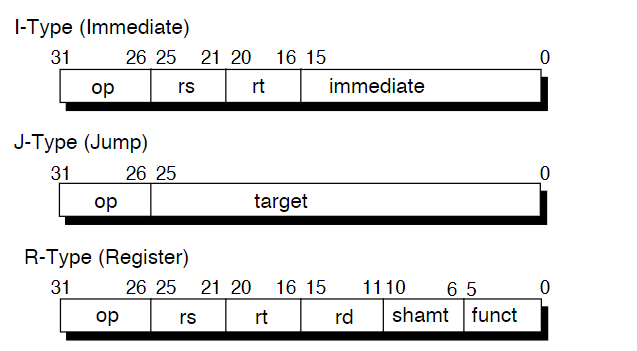 I-Type (Immediate)
31 26 25 21 20 16 15 0
op rs rt immediate
J-Type (Jump)
31 26 25 0
op target
R-Type (Register)
31 26 25 21 20 16 15 11 10 6 5 0
op rs rt rd shamt funct